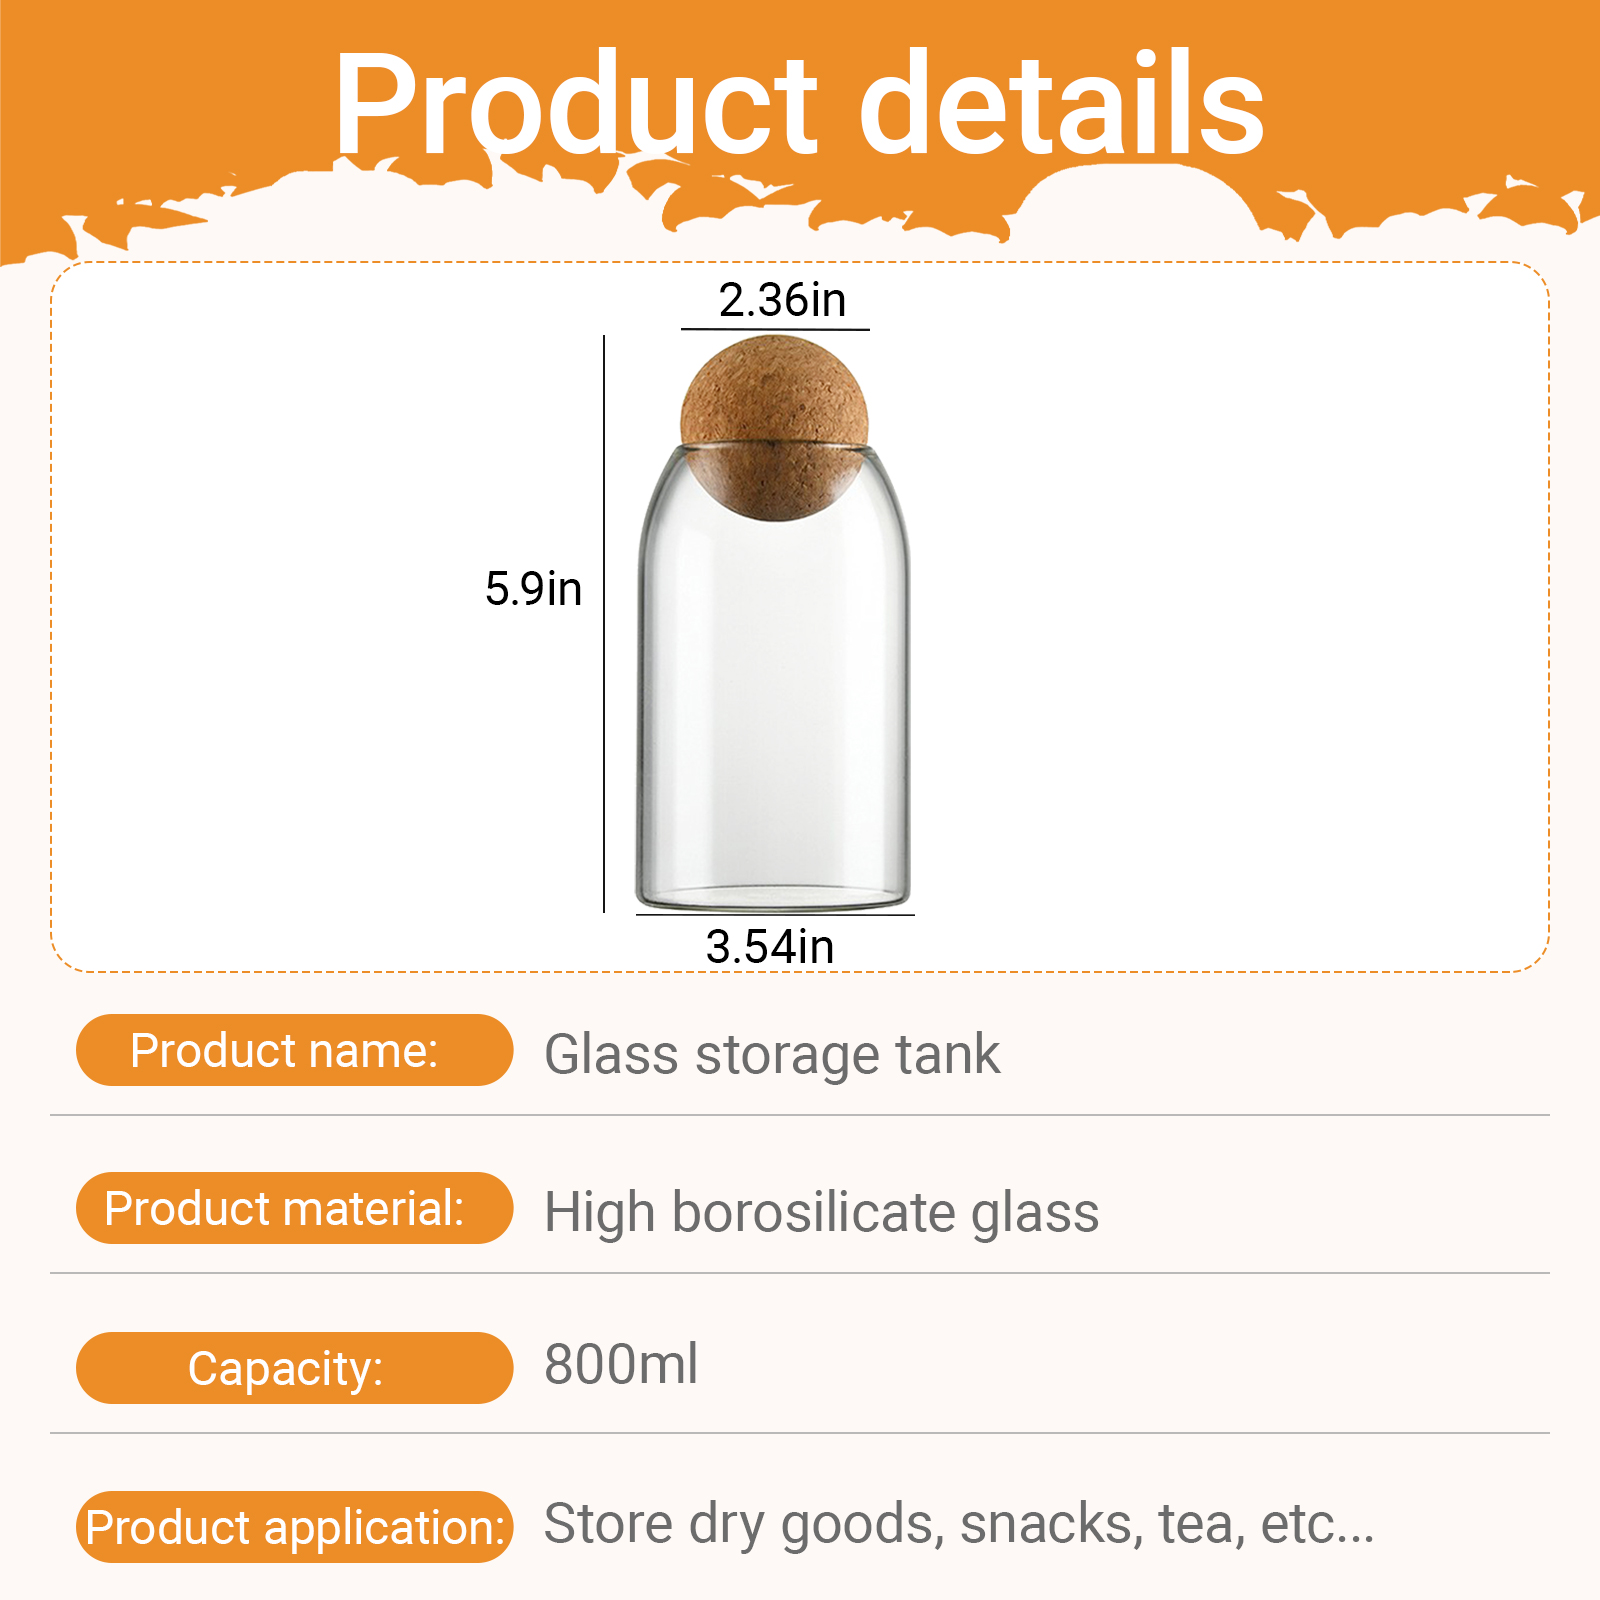 Product details
2.36in
5.9in
3.54in
Product name: Glass storage tank
Product material: High borosilicate glass
Capacity: 800ml
Product application: Store dry goods, snacks, tea, etc...